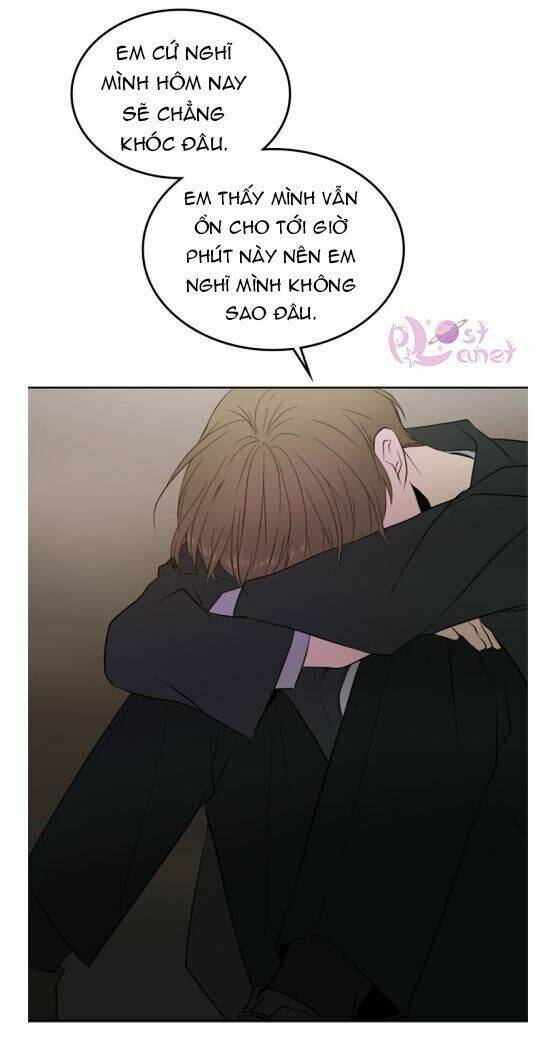 EM CỨ NGHĨ
MÌNH HÔM NAY
SẼ CHẲNG
KHÓC ĐÂU.
EM THẤY MÌNH VẪN
ỔN CHO TỚI GIỜ
PHÚT NÀY NÊN EM
NGHĨ MÌNH KHÔNG
SAO ĐÂU.
Lost
Planet